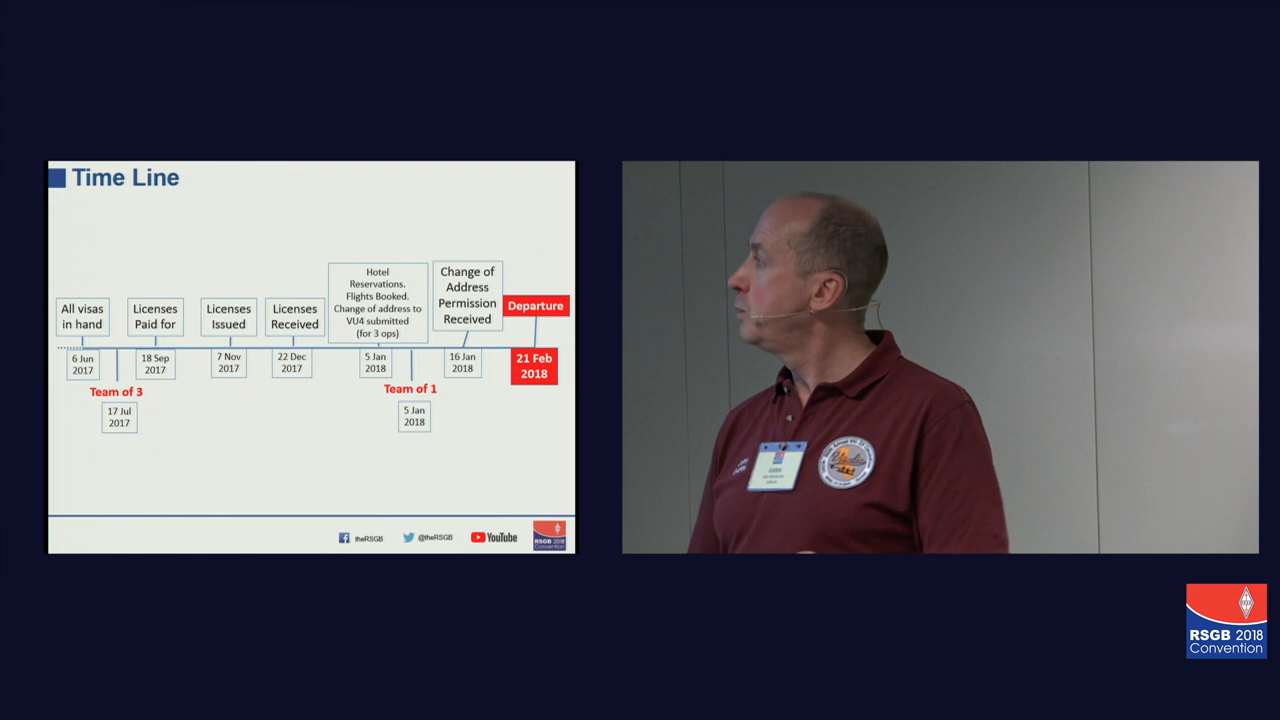 Time Line
All visas
in hand
Licenses
Paid for
Licenses
Issued
Licenses
Received
Hotel
Reservations.
Flights Booked.
Change of address to
VU4 submitted
(for 3 ops)
Change of
Address
Permission
Received
Departure
6 Jun
2017
18 Sep
2017
7 Nov
2017
22 Dec
2017
5 Jan
2018
16 Jan
2018
21 Feb
2018
Team of 3
17 Jul
2017
Team of 1
5 Jan
2018
theRSGB
@theRSGB
YouTube
RSGB 2018
Convention
RSGB 2018
Convention